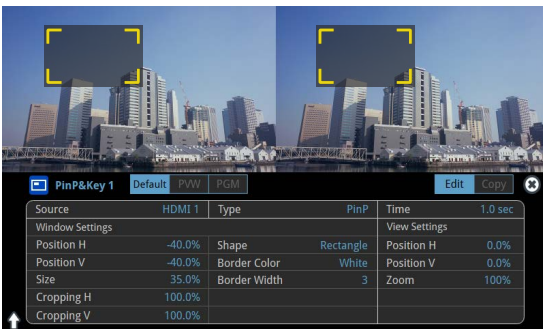 PinP&Key 1 Default PVW PGM Edit Copy
Source HDMI 1 Type PinP Time 1.0 sec
Window Settings View Settings
Position H -40.0% Shape Rectangle Position H 0.0%
Position V -40.0% Border Color White Position V 0.0%
Size 35.0% Border Width 3 Zoom 100%
Cropping H 100.0%
Cropping V 100.0%